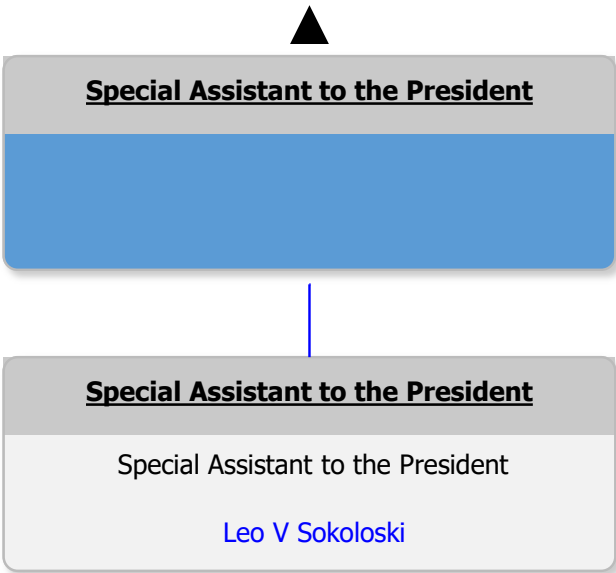 Special Assistant to the President
Special Assistant to the President
Special Assistant to the President
Leo V Sokoloski